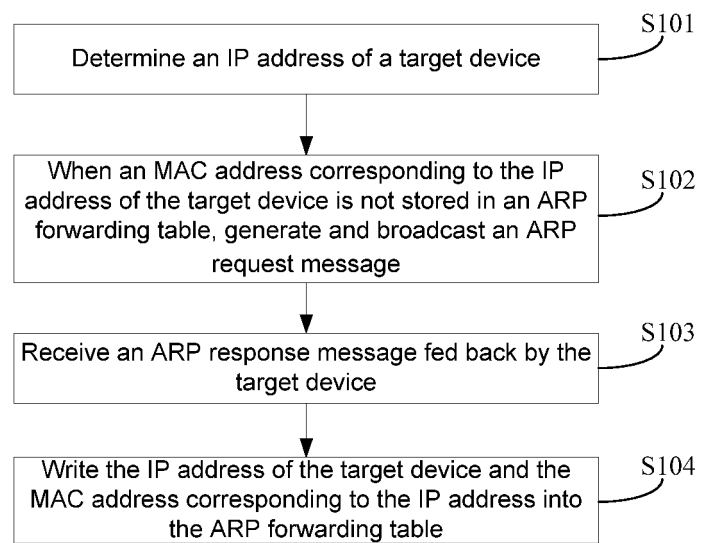 S101
Determine an IP address of a target device
When an MAC address corresponding to the IP
address of the target device is not stored in an ARP
forwarding table, generate and broadcast an ARP
request message
S102
Receive an ARP response message fed back by the
target device
S103
Write the IP address of the target device and the
MAC address corresponding to the IP address into
the ARP forwarding table
S104